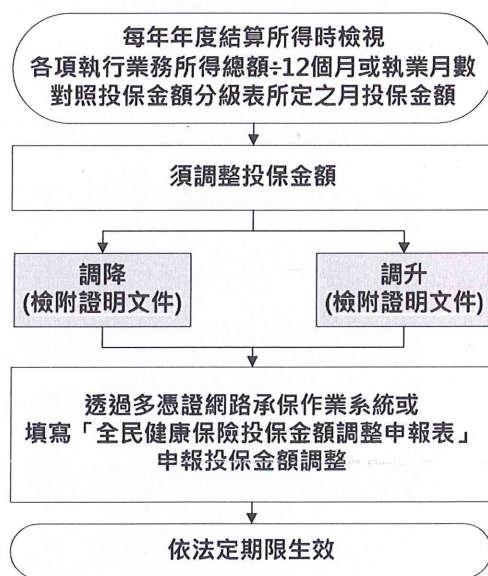 每年年度結算所得時檢視
各項執行業務所得總額÷12個月或執業月數
對照投保金額分級表所定之月投保金額
須調整投保金額
調降
(檢附證明文件)
調升
(檢附證明文件)
透過多憑證網路承保作業系統或
填寫「全民健康保險投保金額調整申報表」
申報投保金額調整
依法定期限生效